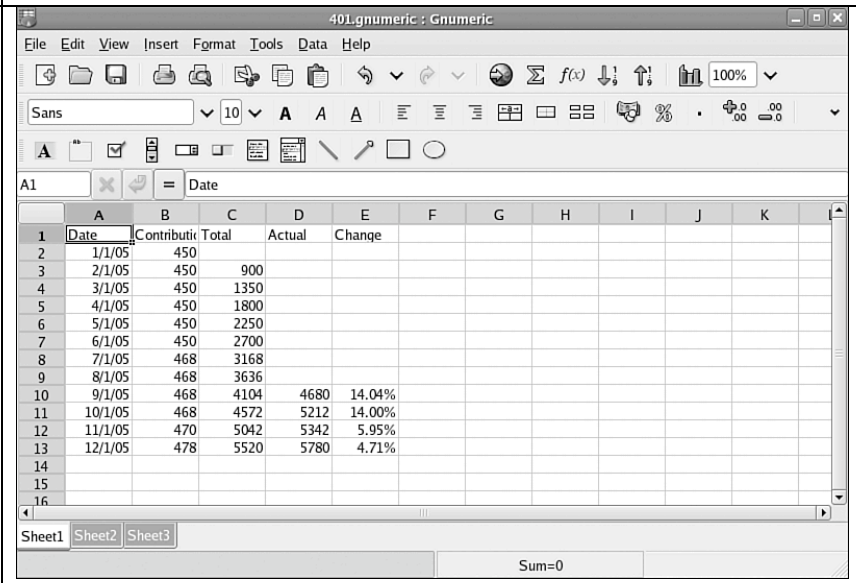 401.gnumeric : Gnumeric
File Edit View Insert Format Tools Data Help
f(x) 100%
Sans 10 A A A % .0 .00 .00 .0
A
A1 = Date
A B C D E F G H I J K
1 Date Contributic Total Actual Change
2 1/1/05 450
3 2/1/05 450 900
4 3/1/05 450 1350
5 4/1/05 450 1800
6 5/1/05 450 2250
7 6/1/05 450 2700
8 7/1/05 468 3168
9 8/1/05 468 3636
10 9/1/05 468 4104 4680 14.04%
11 10/1/05 468 4572 5212 14.00%
12 11/1/05 470 5042 5342 5.95%
13 12/1/05 478 5520 5780 4.71%
14
15
16
Sheet1 Sheet2 Sheet3
Sum=0